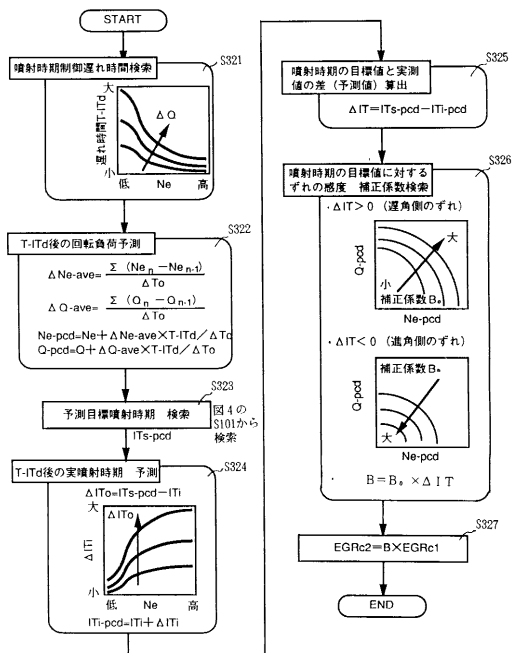 START
S321
噴射時期制御遅れ時間検索
大
遅れ時間T-ITd
ΔQ
小
低 Ne 高
S322
T-ITd後の回転負荷予測
ΔNe-ave= Σ (Nen−Nen-1) / ΔTo
ΔQ-ave= Σ (Qn−Qn-1) / ΔTo
Ne-pcd=Ne+ΔNe-ave×T-ITd/ΔTo
Q-pcd=Q+ΔQ-ave×T-ITd/ΔTo
S323
予測目標噴射時期 検索
図4の
S101から
検索
ITs-pcd
S324
T-ITd後の実噴射時期 予測
ΔITo=ITs-pcd−ITi
大
ΔITo
ΔITi
小
低 Ne 高
ITi-pcd=ITi+ΔITi
S325
噴射時期の目標値と実測
値の差（予測値）算出
ΔIT=ITs-pcd−ITi-pcd
S326
噴射時期の目標値に対する
ずれの感度 補正係数検索
・ΔIT>0 （遅角側のずれ）
大
Q-pcd
小
補正係数B₀
Ne-pcd
・ΔIT<0 （進角側のずれ）
補正係数B₀
Q-pcd
大
Ne-pcd
B=B₀×ΔIT
S327
EGRc2=B×EGRc1
END